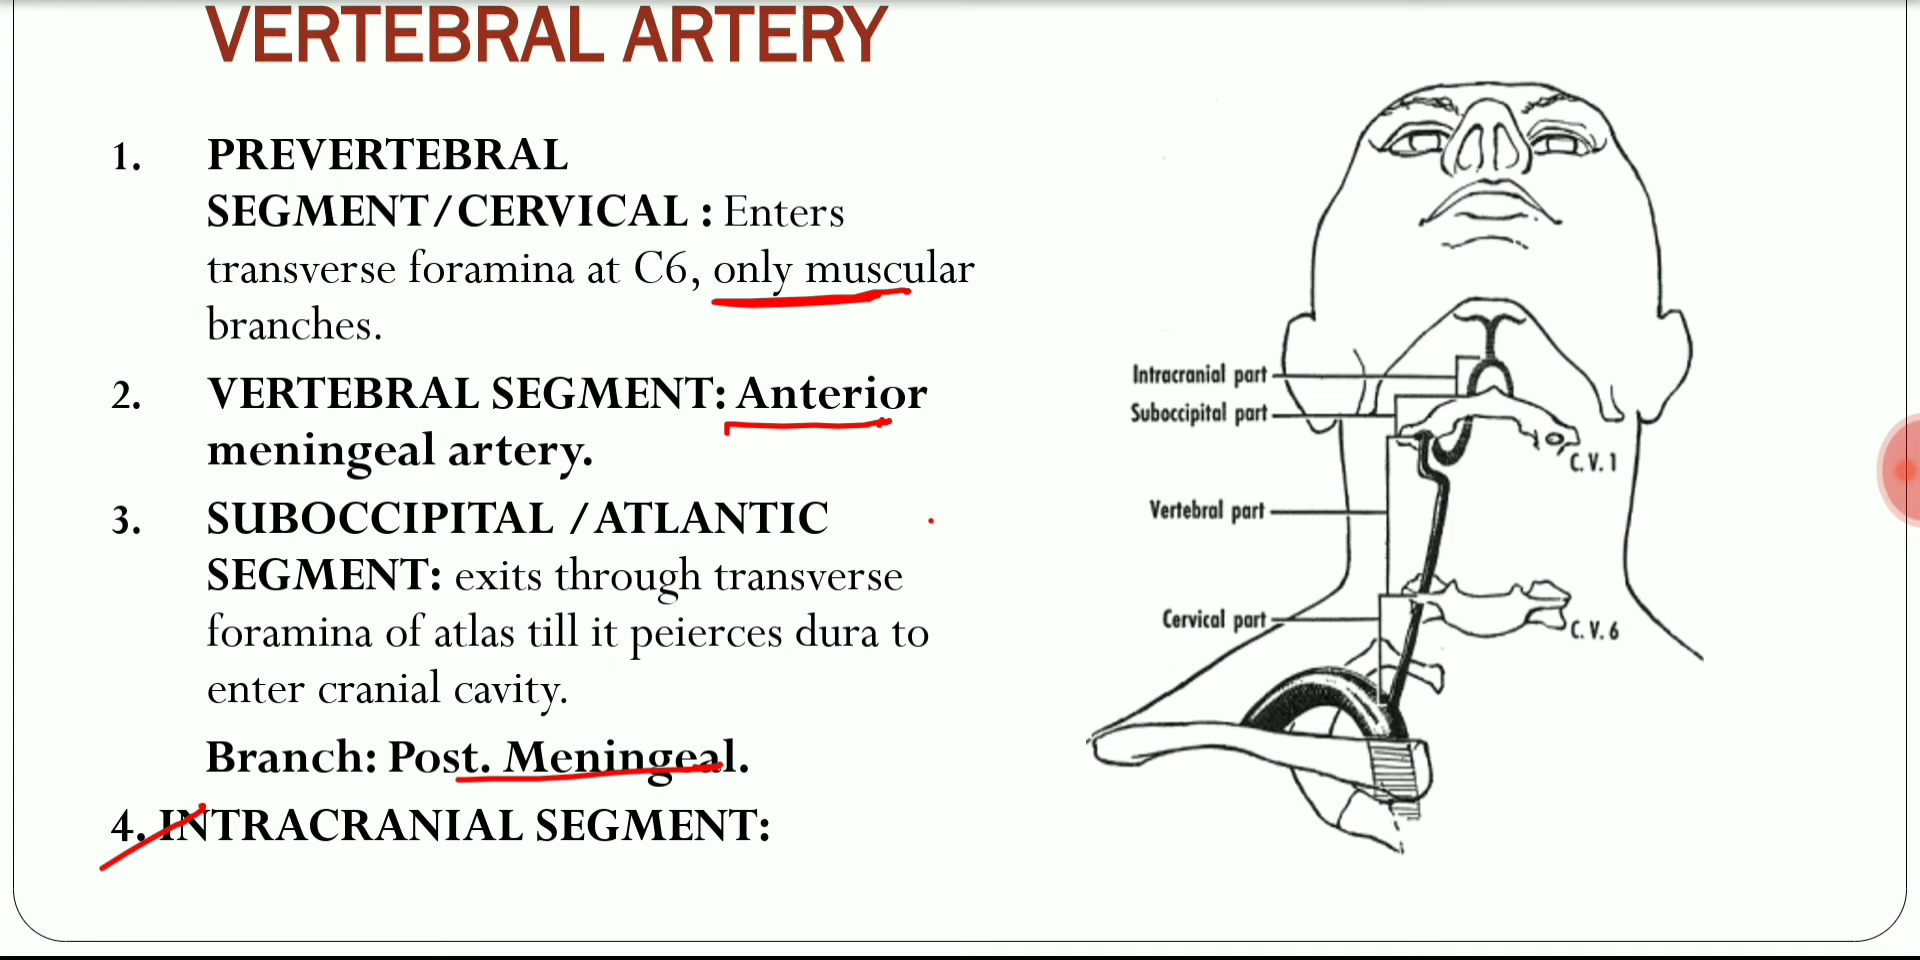 VERTEBRAL ARTERY
1. PREVERTEBRAL
SEGMENT/CERVICAL : Enters
transverse foramina at C6, only muscular
branches.
2. VERTEBRAL SEGMENT: Anterior
meningeal artery.
3. SUBOCCIPITAL /ATLANTIC
SEGMENT: exits through transverse
foramina of atlas till it peierces dura to
enter cranial cavity.
Branch: Post. Meningeal.
4. INTRACRANIAL SEGMENT:
Intracranial part
Suboccipital part
C.V.1
Vertebral part
Cervical part
C.V.6